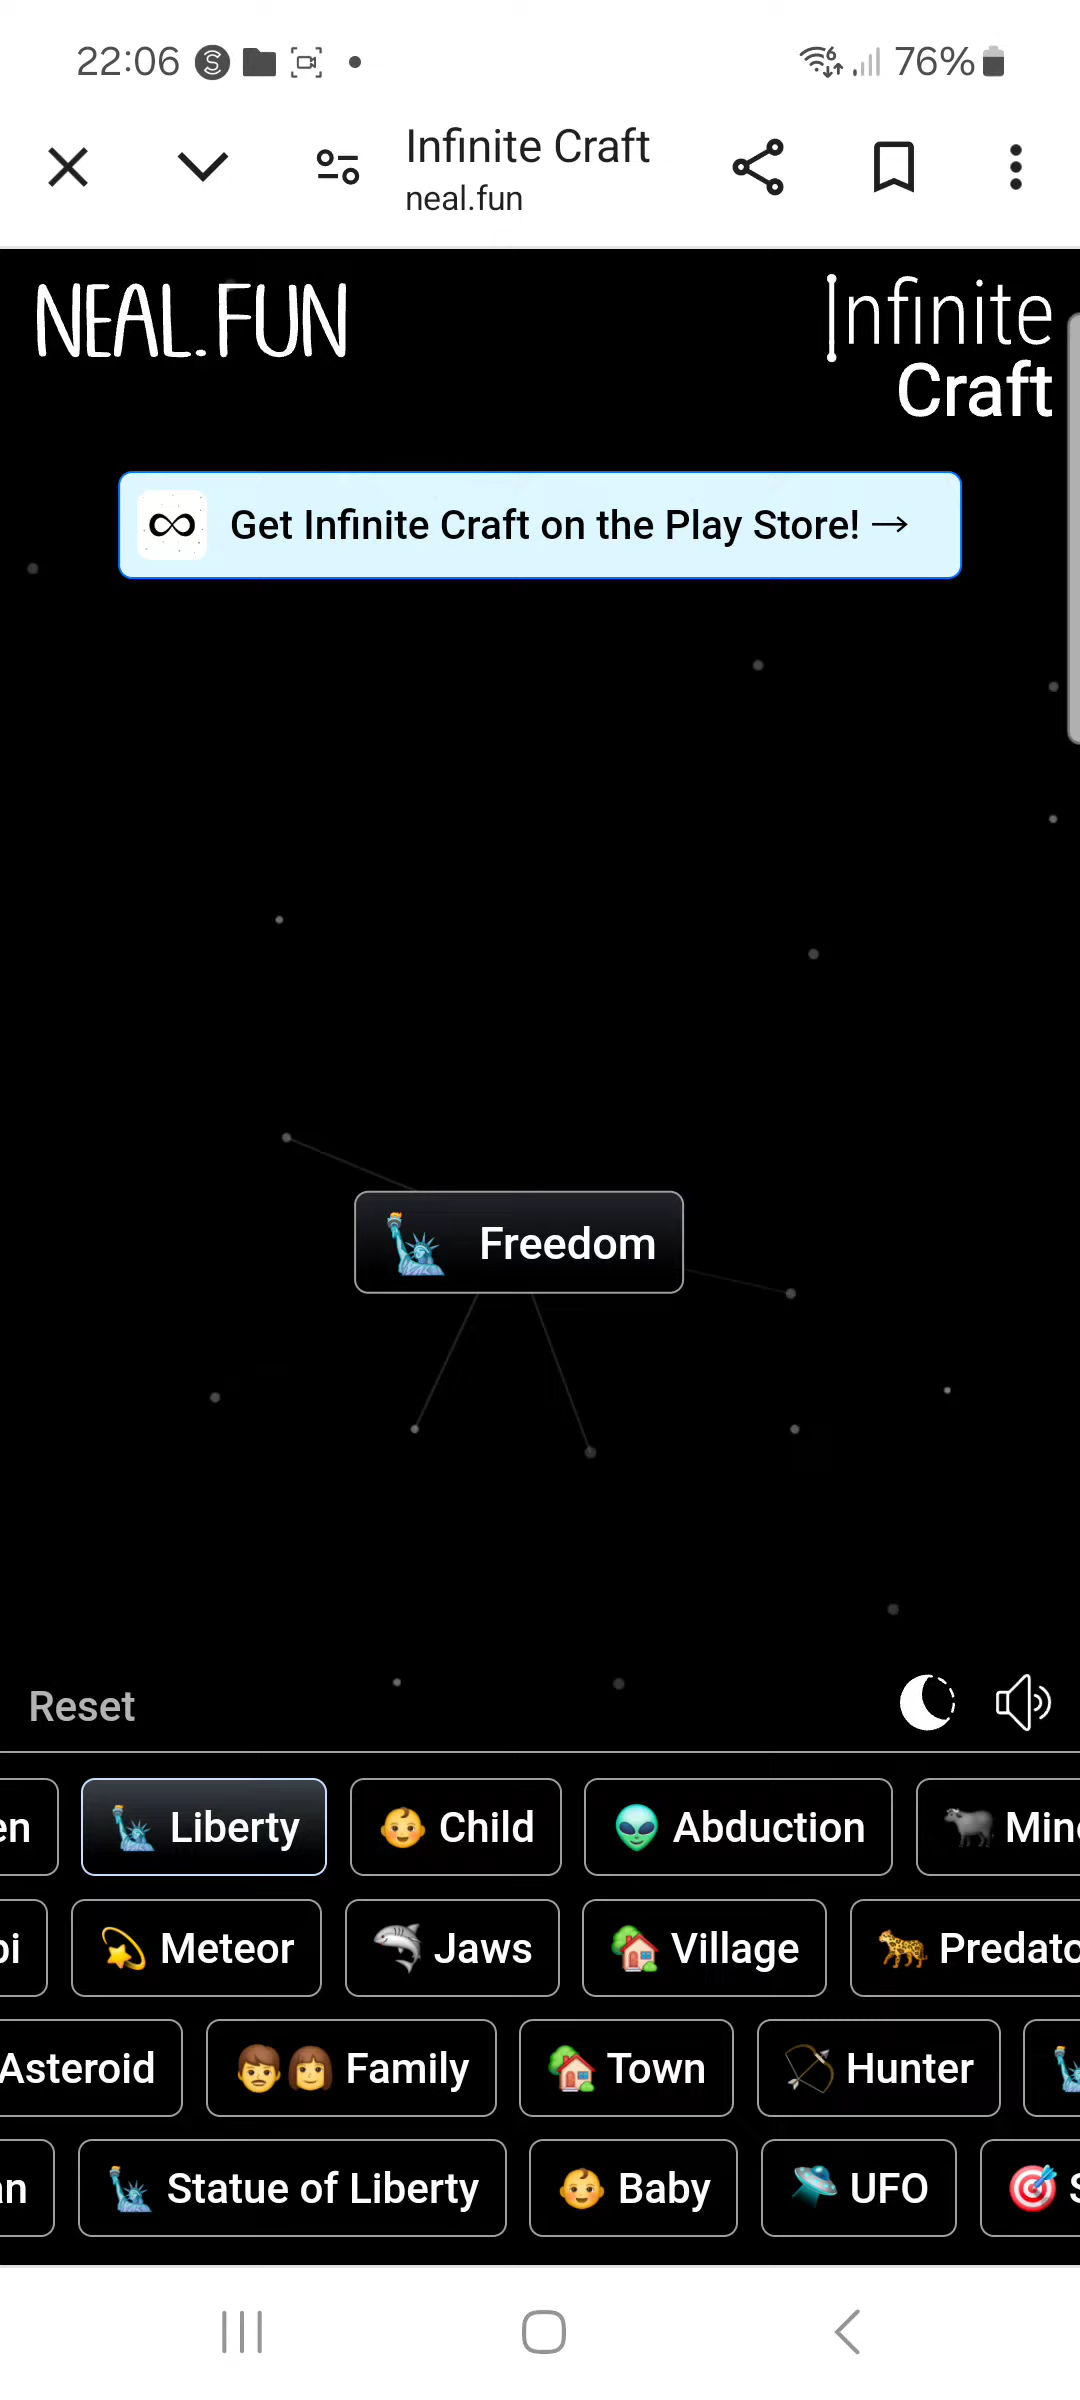 22:06
76%
Infinite Craft
neal.fun
NEAL.FUN
Infinite
Craft
Get Infinite Craft on the Play Store! →
Freedom
Reset
Liberty Child Abduction
Meteor Jaws Village
Asteroid Family Town Hunter
Statue of Liberty Baby UFO